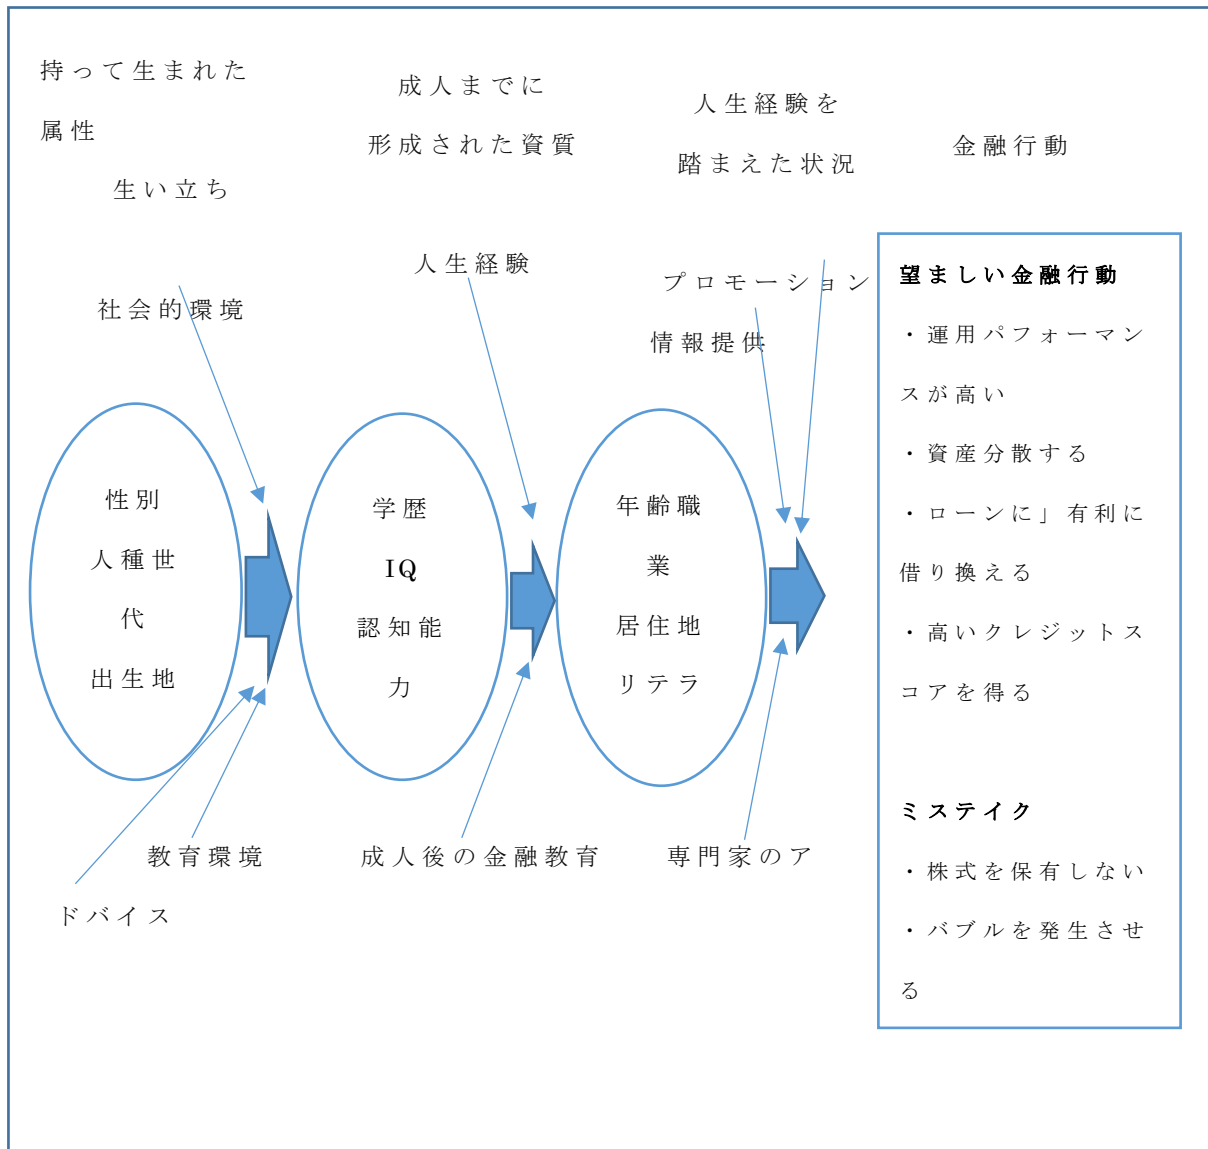 持って生まれた
属性
生い立ち
社会的環境
成人までに
形成された資質
人生経験
人生経験を
踏まえた状況
プロモーション
情報提供
金融行動
性別
人種世
代
出生地
学歴
IQ
認知能
力
年齢職
業
居住地
リテラ
望ましい金融行動
・運用パフォーマン
スが高い
・資産分散する
・ローンに」有利に
借り換える
・高いクレジットス
コアを得る
ミステイク
・株式を保有しない
・バブルを発生させ
る
教育環境
成人後の金融教育
専門家のア
ドバイス